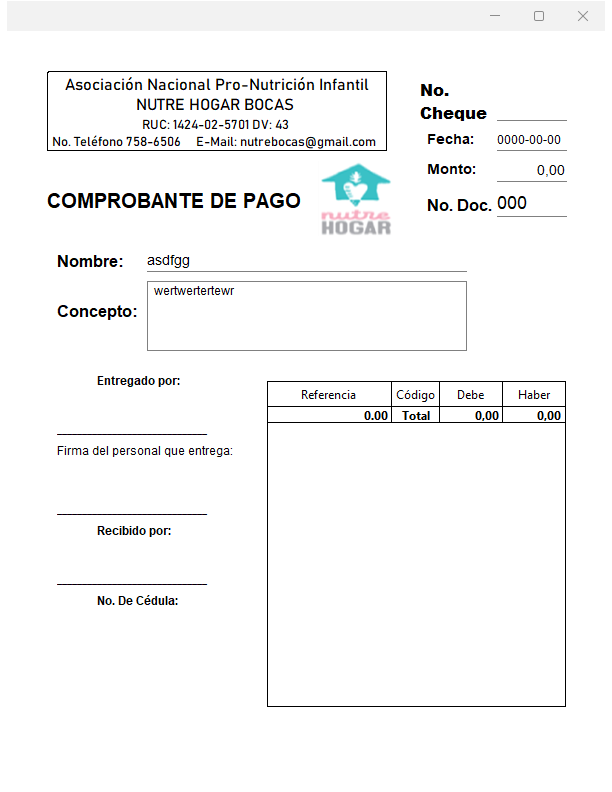 Asociación Nacional Pro-Nutrición Infantil
NUTRE HOGAR BOCAS
RUC: 1424-02-5701 DV: 43
No. Teléfono 758-6506 E-Mail: nutrebocas@gmail.com
No.
Cheque
Fecha: 0000-00-00
Monto: 0,00
No. Doc. 000
COMPROBANTE DE PAGO
nutre
HOGAR
Nombre: asdfgg
Concepto: wertwertertewr
Entregado por:
Firma del personal que entrega:
Recibido por:
No. De Cédula:
Referencia Código Debe Haber
0.00 Total 0,00 0,00